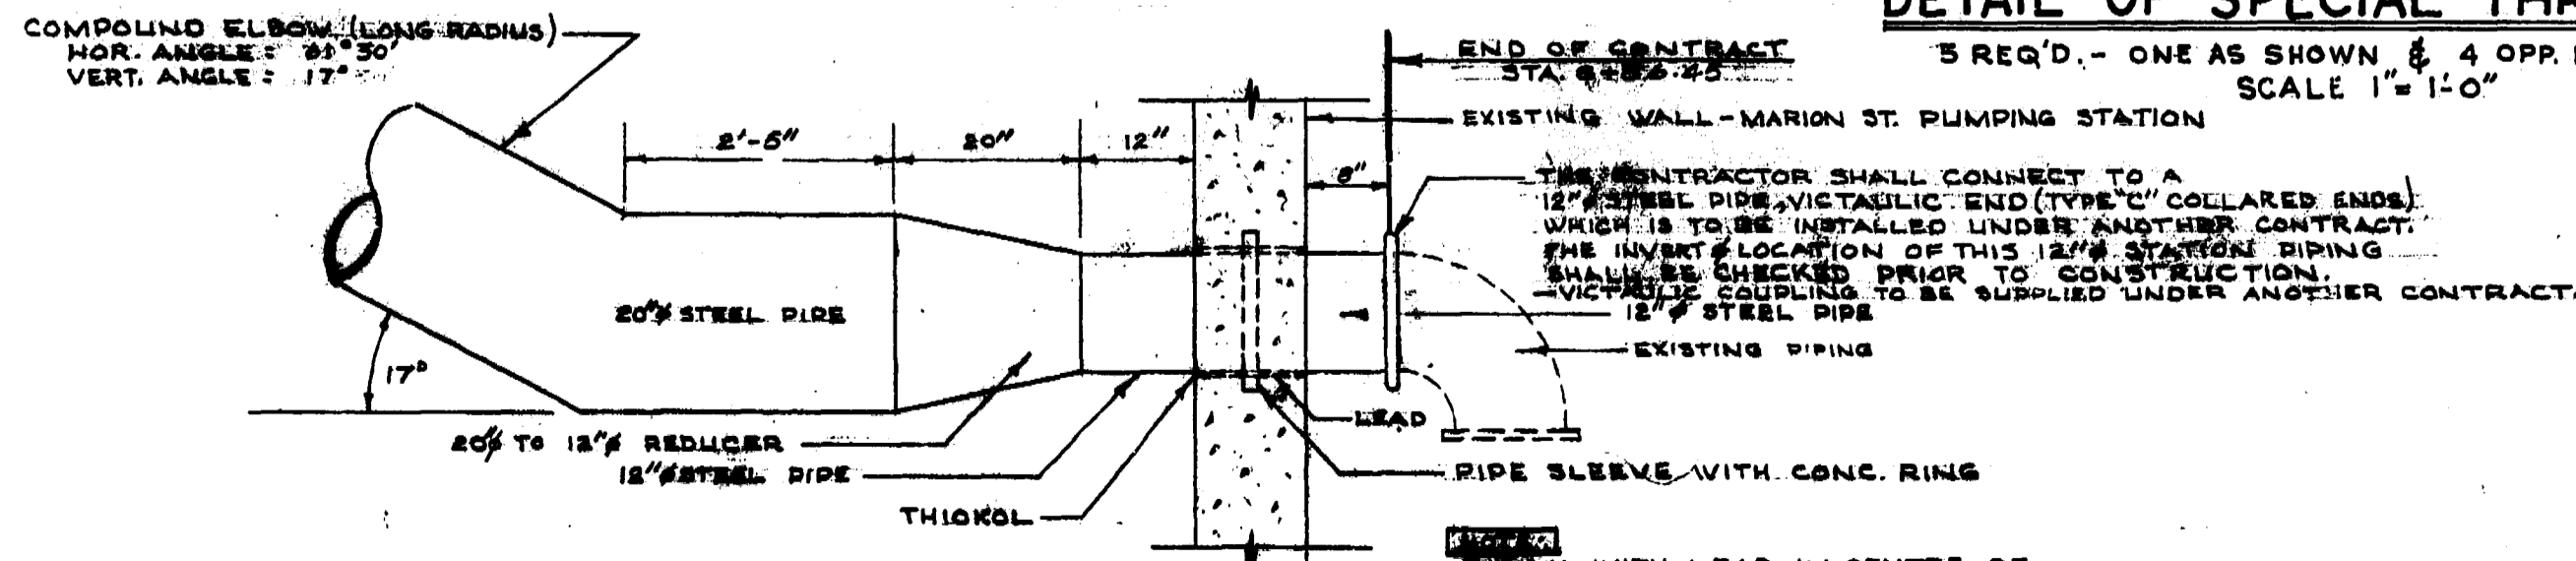 DETAIL OF SPECIAL
5 REQ'D. - ONE AS SHOWN & 4 OPP.
SCALE 1" = 1'-0"
COMPOUND ELBOW (LONG RADIUS)
HOR. ANGLE: 30'
VERT. ANGLE: 17°
END OF CONTRACT
STA.
EXISTING WALL - MARION ST. PUMPING STATION
2'-5"
20"
12"
8"
THE CONTRACTOR SHALL CONNECT TO A
12"ø STEEL PIPE, VICTAULIC END (TYPE "C" COLLARED ENDS)
WHICH IS TO BE INSTALLED UNDER ANOTHER CONTRACT.
THE INVERT & LOCATION OF THIS 12"ø STATION PIPING
SHALL BE CHECKED PRIOR TO CONSTRUCTION.
- VICTAULIC COUPLING TO BE SUPPLIED UNDER ANOTHER CONTRACT.
12"ø STEEL PIPE
EXISTING PIPING
20"ø STEEL PIPE
17°
LEAD
20ø TO 12"ø REDUCER
12"ø STEEL PIPE
PIPE SLEEVE WITH CONC. RING
THIOKOL